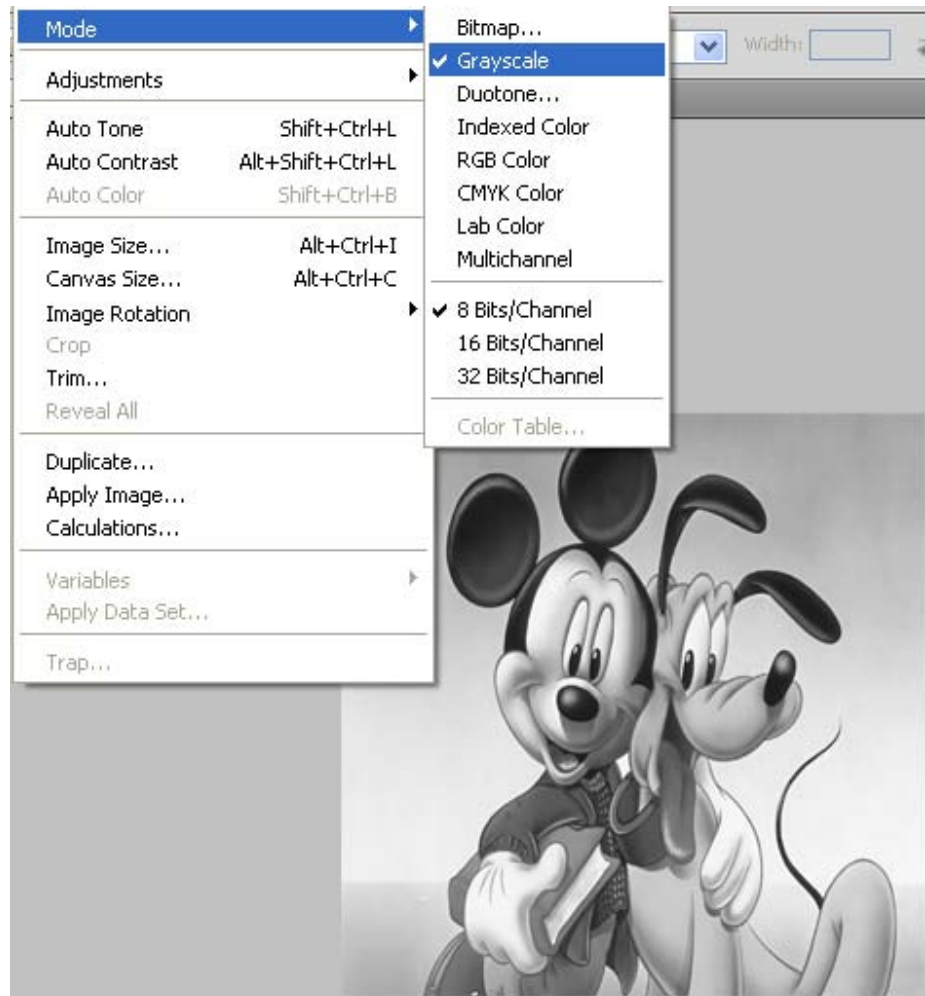 Mode
Adjustments
Auto Tone Shift+Ctrl+L
Auto Contrast Alt+Shift+Ctrl+L
Auto Color Shift+Ctrl+B
Image Size... Alt+Ctrl+I
Canvas Size... Alt+Ctrl+C
Image Rotation
Crop
Trim...
Reveal All
Duplicate...
Apply Image...
Calculations...
Variables
Apply Data Set...
Trap...
Bitmap...
Grayscale
Duotone...
Indexed Color
RGB Color
CMYK Color
Lab Color
Multichannel
8 Bits/Channel
16 Bits/Channel
32 Bits/Channel
Color Table...
Width: